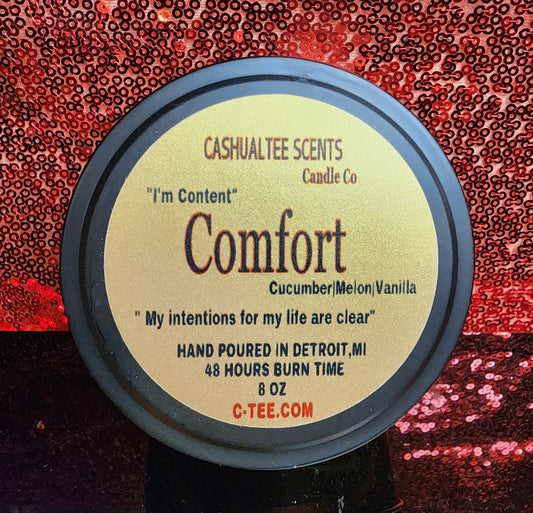 CASHUALTEE SCENTS
Candle Co
"I'm Content"
Comfort
Cucumber|Melon|Vanilla
" My intentions for my life are clear"
HAND POURED IN DETROIT,MI
48 HOURS BURN TIME
8 OZ
C-TEE.COM